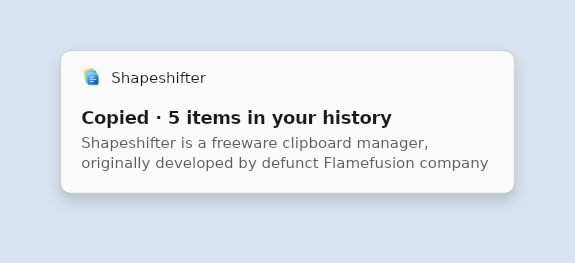 Shapeshifter
Copied · 5 items in your history
Shapeshifter is a freeware clipboard manager,
originally developed by defunct Flamefusion company